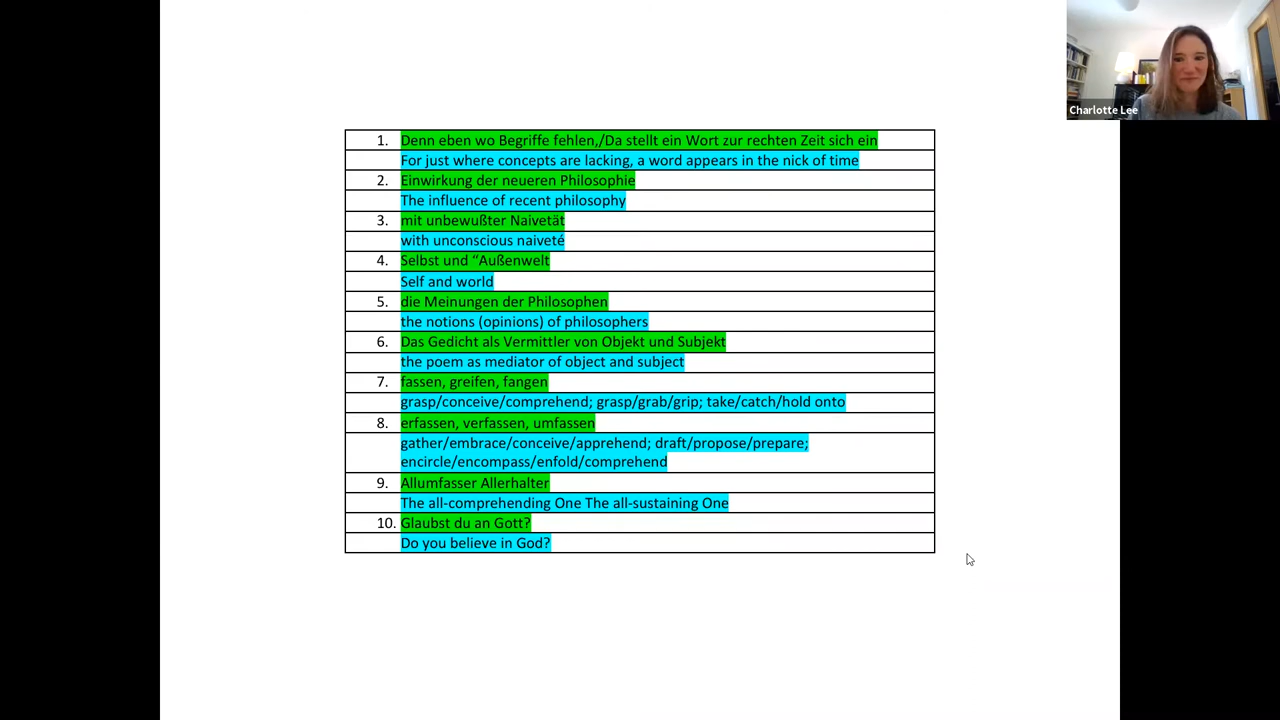 Charlotte Lee
1. Denn eben wo Begriffe fehlen,/Da stellt ein Wort zur rechten Zeit sich ein
For just where concepts are lacking, a word appears in the nick of time
2. Einwirkung der neueren Philosophie
The influence of recent philosophy
3. mit unbewußter Naivetät
with unconscious naiveté
4. Selbst und “Außenwelt
Self and world
5. die Meinungen der Philosophen
the notions (opinions) of philosophers
6. Das Gedicht als Vermittler von Objekt und Subjekt
the poem as mediator of object and subject
7. fassen, greifen, fangen
grasp/conceive/comprehend; grasp/grab/grip; take/catch/hold onto
8. erfassen, verfassen, umfassen
gather/embrace/conceive/apprehend; draft/propose/prepare;
encircle/encompass/enfold/comprehend
9. Allumfasser Allerhalter
The all-comprehending One The all-sustaining One
10. Glaubst du an Gott?
Do you believe in God?